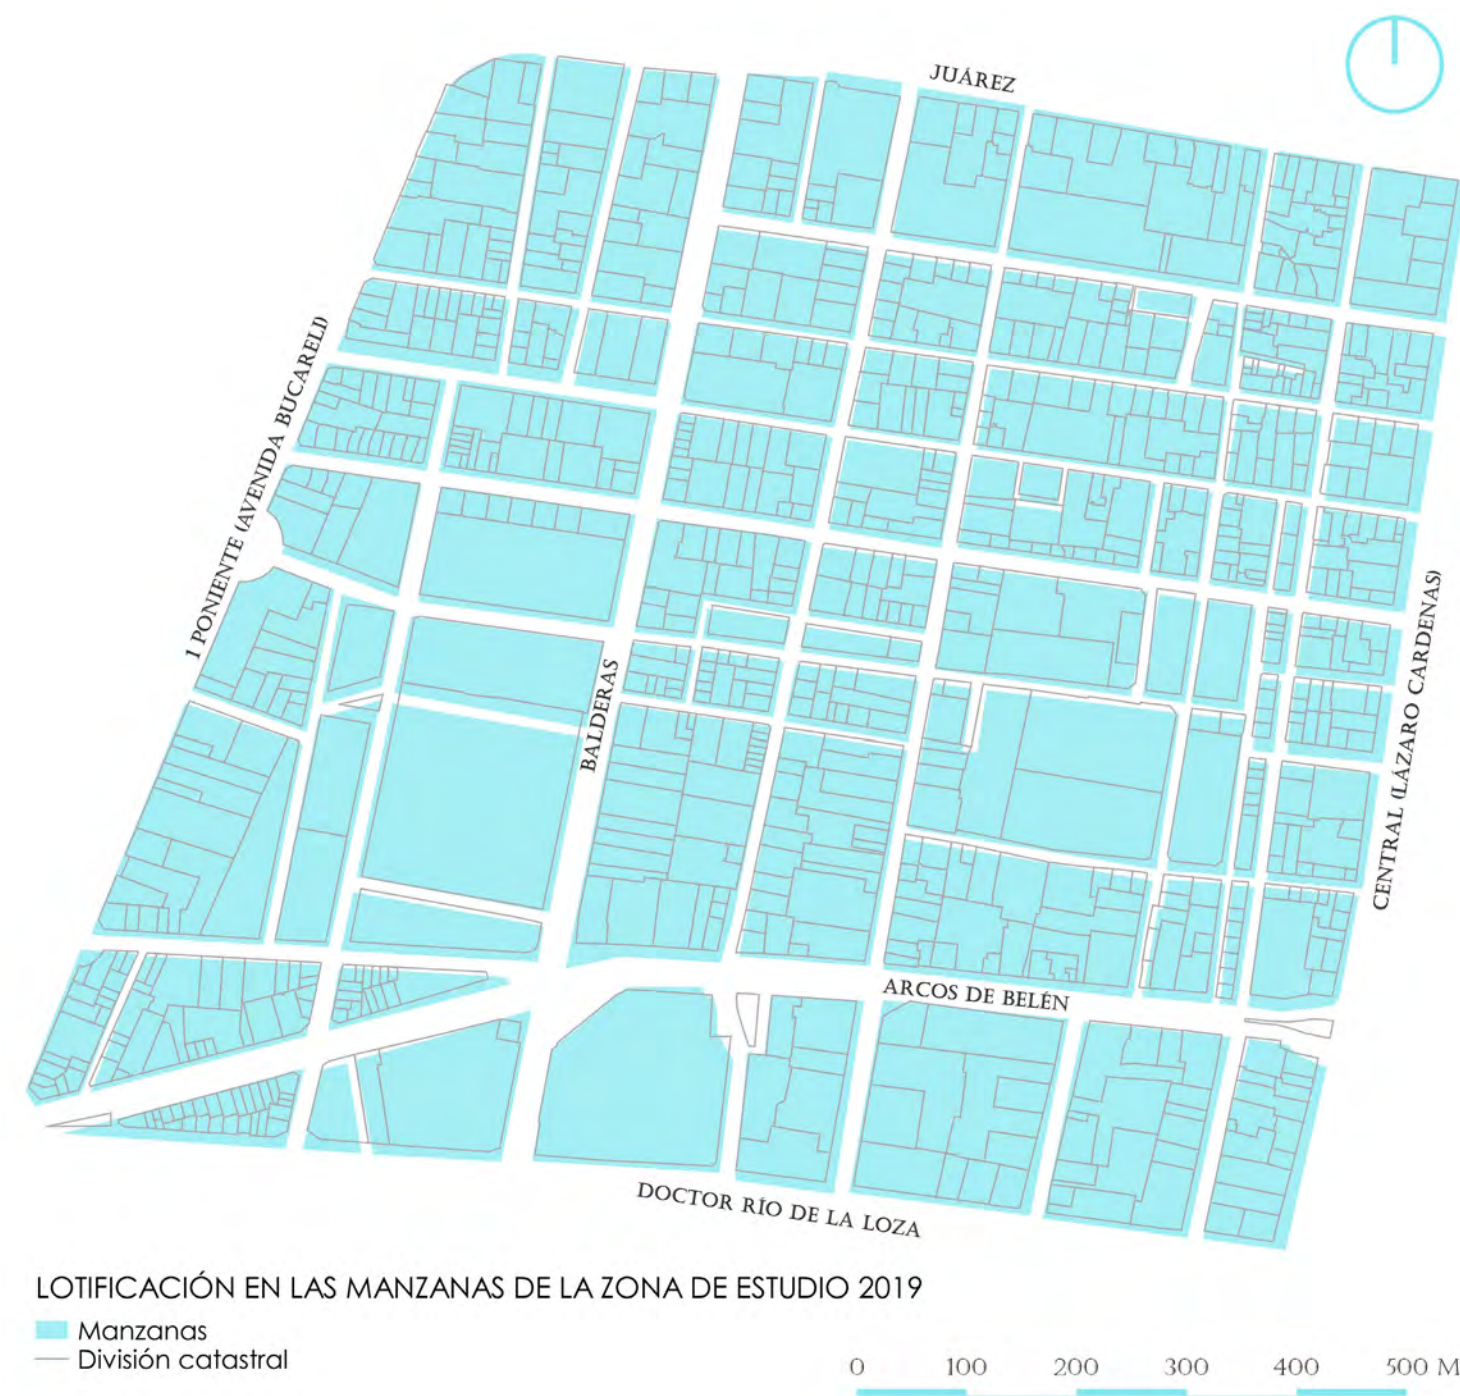 JUÁREZ
1 PONIENTE (AVENIDA BUCARELI)
BALDERAS
CENTRAL (LÁZARO CARDENAS)
ARCOS DE BELÉN
DOCTOR RÍO DE LA LOZA
LOTIFICACIÓN EN LAS MANZANAS DE LA ZONA DE ESTUDIO 2019
Manzanas
División catastral
0 100 200 300 400 500 M